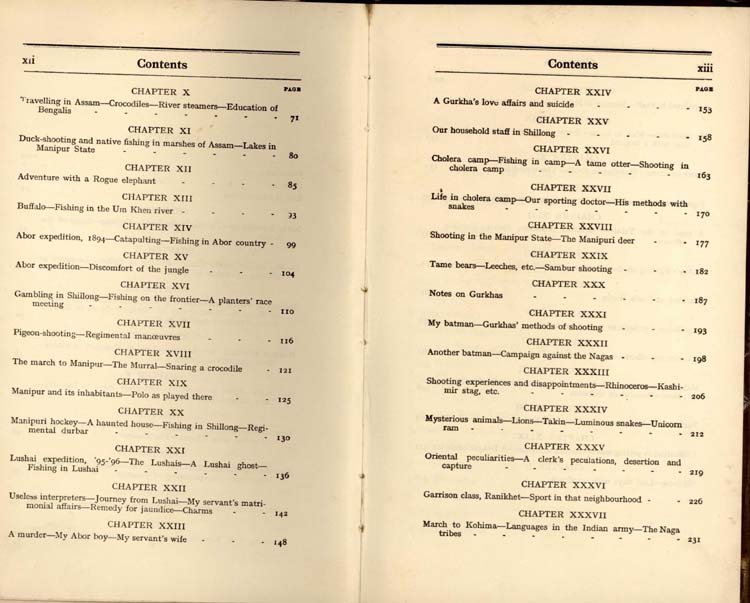 xii
Contents
CHAPTER X
PAGE
Travelling in Assam—Crocodiles—River steamers—Education of
Bengalis - - - - - - - 71
CHAPTER XI
Duck-shooting and native fishing in marshes of Assam—Lakes in
Manipur State - - - - - - 80
CHAPTER XII
Adventure with a Rogue elephant - - - - 85
CHAPTER XIII
Buffalo—Fishing in the Um Khen river - - - 93
CHAPTER XIV
Abor expedition, 1894—Catapulting—Fishing in Abor country - 99
CHAPTER XV
Abor expedition—Discomfort of the jungle - - - 104
CHAPTER XVI
Gambling in Shillong—Fishing on the frontier—A planters' race
meeting - - - - - - - 110
CHAPTER XVII
Pigeon-shooting—Regimental manœuvres - - - 116
CHAPTER XVIII
The march to Manipur—The Murral—Snaring a crocodile - 121
CHAPTER XIX
Manipur and its inhabitants—Polo as played there - - 125
CHAPTER XX
Manipuri hockey—A haunted house—Fishing in Shillong—Regi-
mental durbar - - - - - - 130
CHAPTER XXI
Lushai expedition, '95-'96—The Lushais—A Lushai ghost—
Fishing in Lushai - - - - - - 136
CHAPTER XXII
Useless interpreters—Journey from Lushai—My servant's matri-
monial affairs—Remedy for jaundice—Charms - - 142
CHAPTER XXIII
A murder—My Abor boy—My servant's wife - - - 148
Contents
xiii
CHAPTER XXIV
PAGE
A Gurkha's love affairs and suicide - - - - 153
CHAPTER XXV
Our household staff in Shillong - - - - - 158
CHAPTER XXVI
Cholera camp—Fishing in camp—A tame otter—Shooting in
cholera camp - - - - - - 163
CHAPTER XXVII
Life in cholera camp—Our sporting doctor—His methods with
snakes - - - - - - - 170
CHAPTER XXVIII
Shooting in the Manipur State—The Manipuri deer - - 177
CHAPTER XXIX
Tame bears—Leeches, etc.—Sambur shooting - - - 182
CHAPTER XXX
Notes on Gurkhas - - - - - - 187
CHAPTER XXXI
My batman—Gurkhas' methods of shooting - - - 193
CHAPTER XXXII
Another batman—Campaign against the Nagas - - - 198
CHAPTER XXXIII
Shooting experiences and disappointments—Rhinoceros—Kash-
mir stag, etc. - - - - - - 206
CHAPTER XXXIV
Mysterious animals—Lions—Takin—Luminous snakes—Unicorn
ram - - - - - - - - 212
CHAPTER XXXV
Oriental peculiarities—A clerk's peculations, desertion and
capture - - - - - - - 219
CHAPTER XXXVI
Garrison class, Ranikhet—Sport in that neighbourhood - - 226
CHAPTER XXXVII
March to Kohima—Languages in the Indian army—The Naga
tribes - - - - - - - - 231